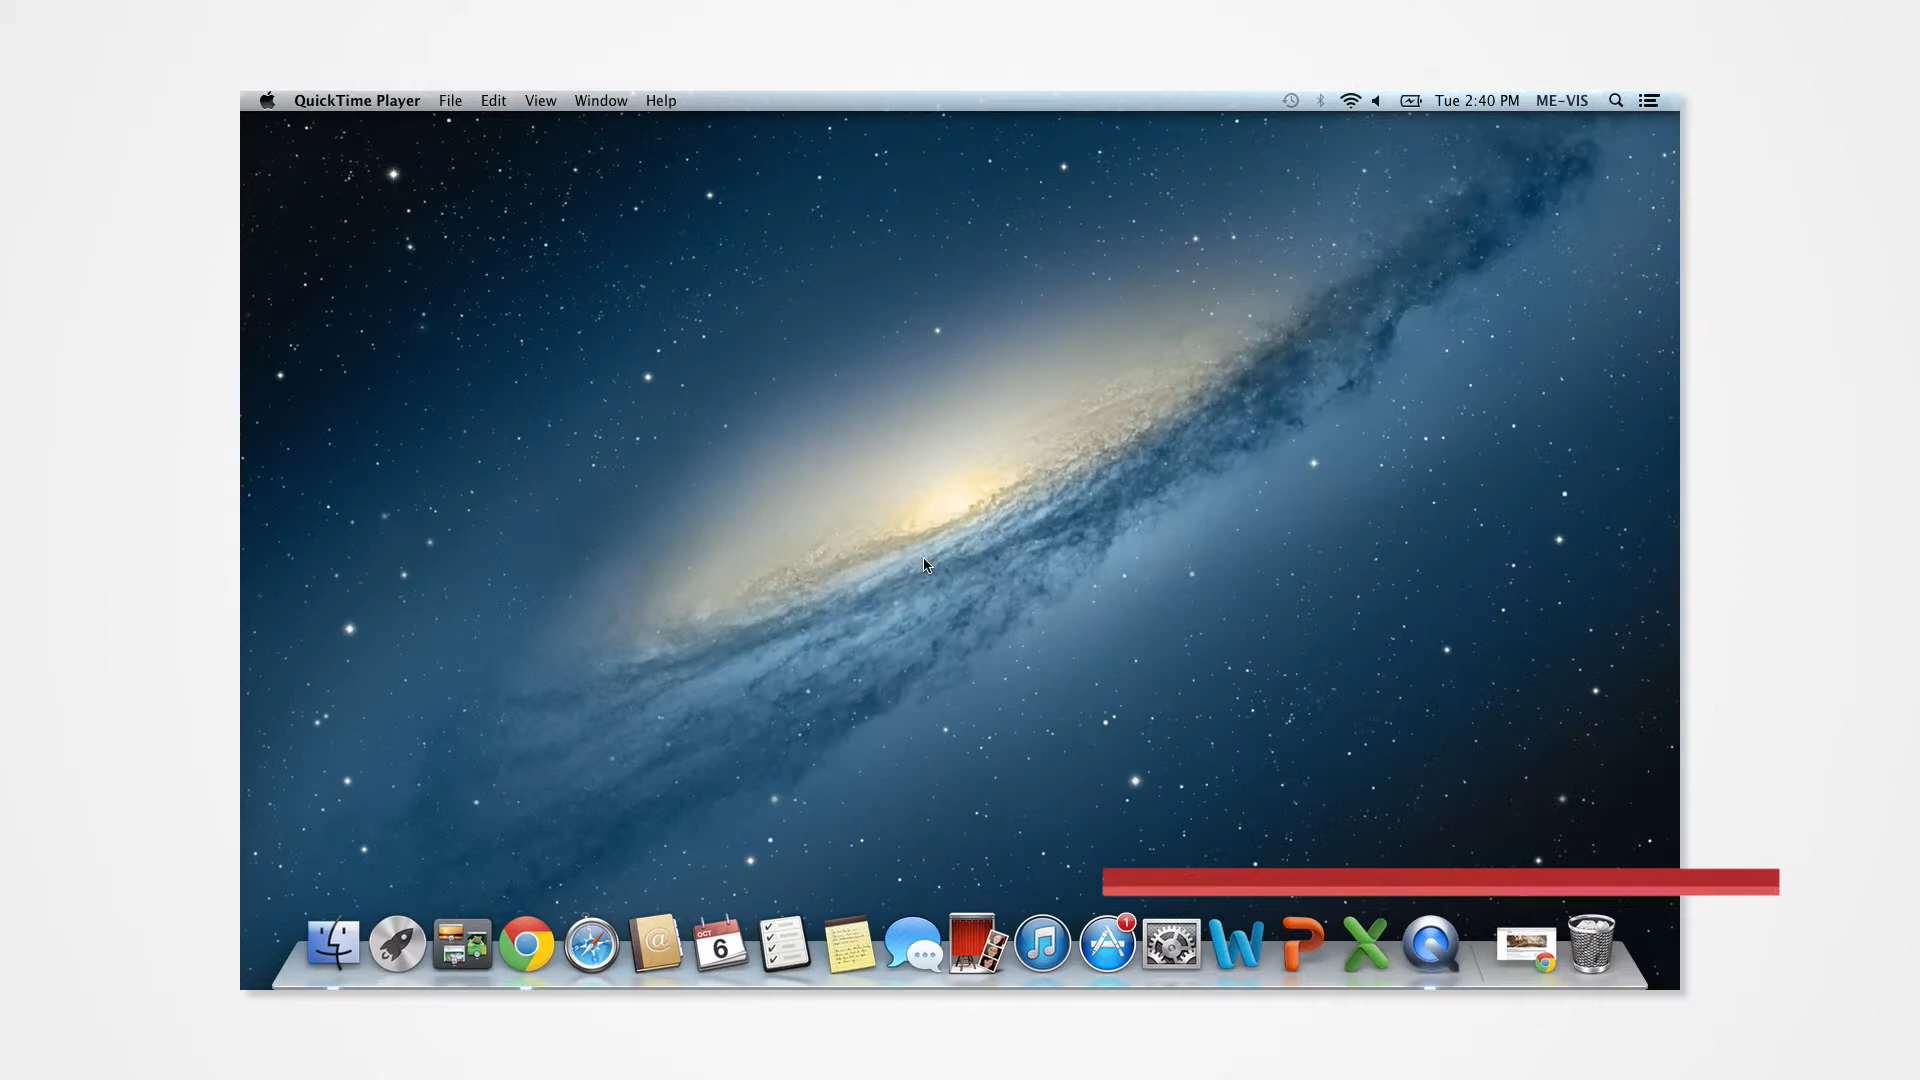 QuickTime Player File Edit View Window Help Tue 2:40 PM ME-VIS
1
OCT
6